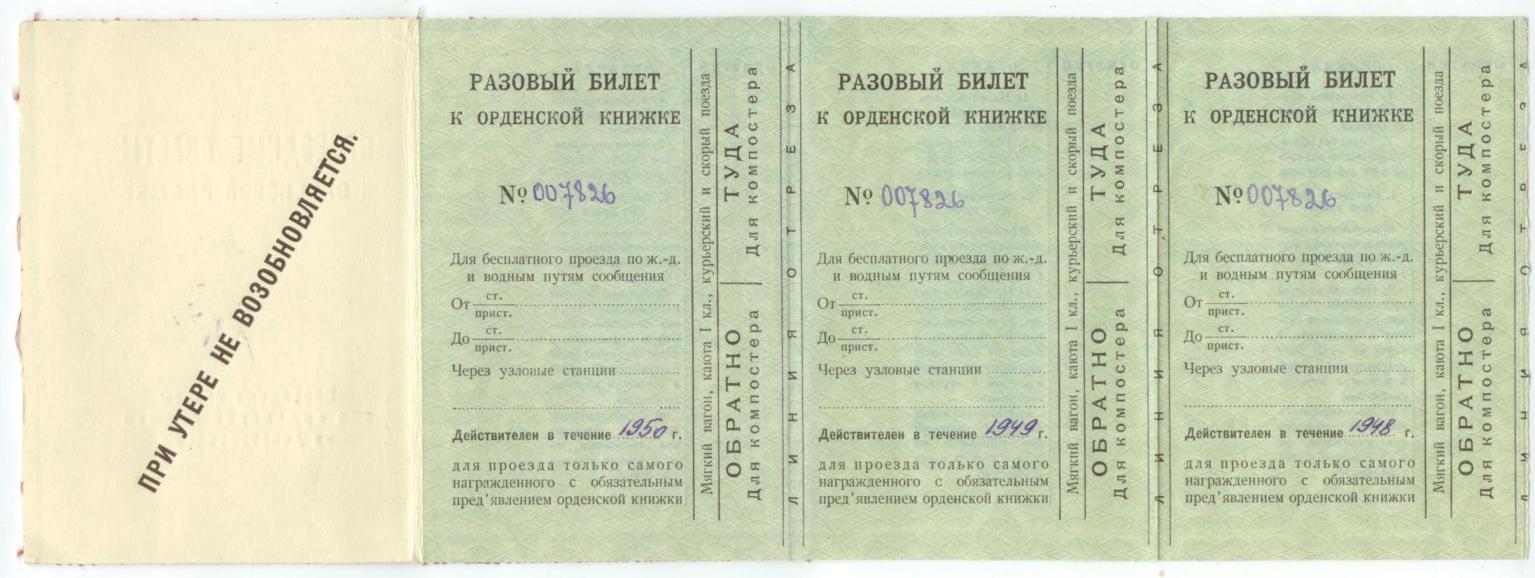 ПРИ УТЕРЕ НЕ ВОЗОБНОВЛЯЕТСЯ.
РАЗОВЫЙ БИЛЕТ
К ОРДЕНСКОЙ КНИЖКЕ
№ 007826
Для бесплатного проезда по ж.-д.
и водным путям сообщения
От ст.
прист.
До ст.
прист.
Через узловые станции
Действителен в течение 1950 г.
для проезда только самого
награжденного с обязательным
пред'явлением орденской книжки
Мягкий вагон, каюта I кл., курьерский и скорый поезда
ОБРАТНО ТУДА
Для компостера Для компостера
ЛИНИЯ ОТРЕЗА
РАЗОВЫЙ БИЛЕТ
К ОРДЕНСКОЙ КНИЖКЕ
№ 007826
Для бесплатного проезда по ж.-д.
и водным путям сообщения
От ст.
прист.
До ст.
прист.
Через узловые станции
Действителен в течение 1949 г.
для проезда только самого
награжденного с обязательным
пред'явлением орденской книжки
Мягкий вагон, каюта I кл., курьерский и скорый поезда
ОБРАТНО ТУДА
Для компостера Для компостера
ЛИНИЯ ОТРЕЗА
РАЗОВЫЙ БИЛЕТ
К ОРДЕНСКОЙ КНИЖКЕ
№ 007826
Для бесплатного проезда по ж.-д.
и водным путям сообщения
От ст.
прист.
До ст.
прист.
Через узловые станции
Действителен в течение 1948 г.
для проезда только самого
награжденного с обязательным
пред'явлением орденской книжки
Мягкий вагон, каюта I кл., курьерский и скорый поезда
ОБРАТНО ТУДА
Для компостера Для компостера
ЛИНИЯ ОТРЕЗА